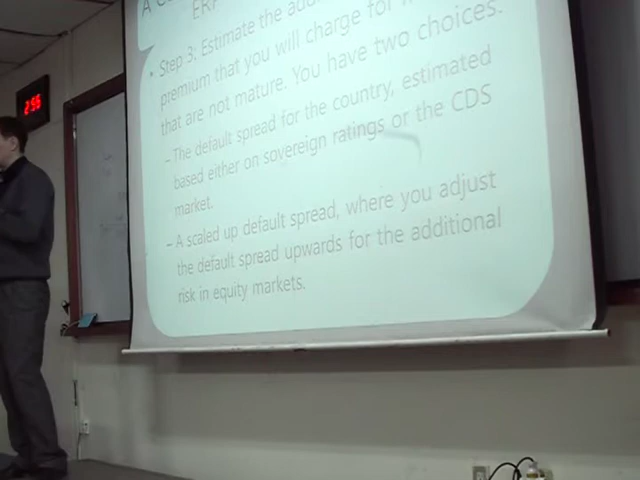 A C
ERP
2:56
• Step 3: Estimate the
premium that you will charge for
that are not mature. You have two choices.
– The default spread for the country, estimated
based either on sovereign ratings or the CDS
market.
– A scaled up default spread, where you adjust
the default spread upwards for the additional
risk in equity markets.